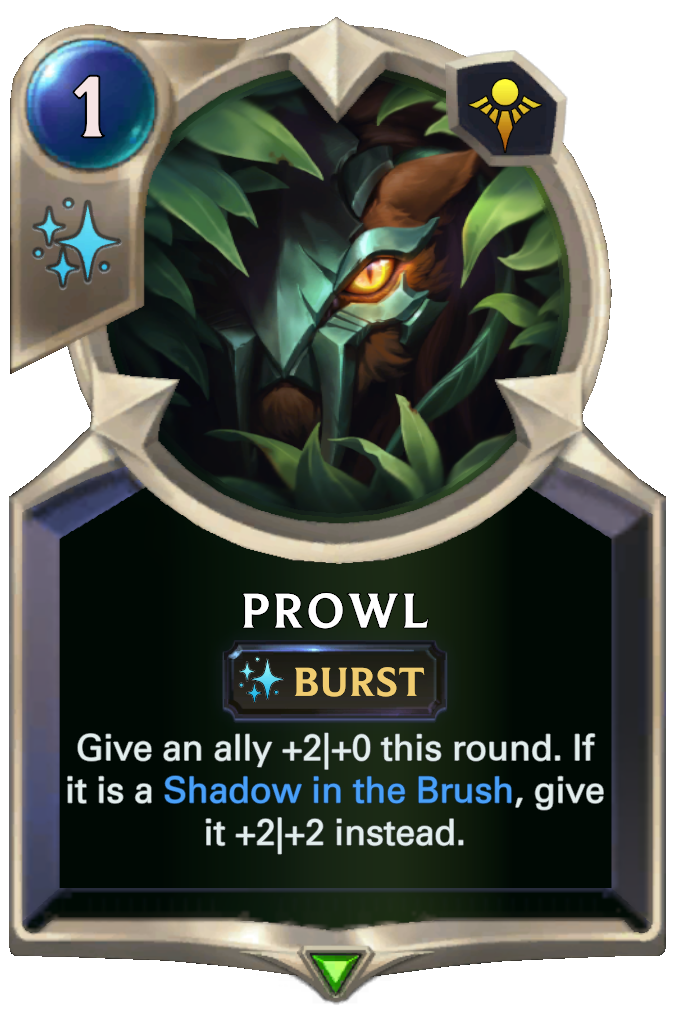 1
PROWL
BURST
Give an ally +2|+0 this round. If
it is a Shadow in the Brush, give
it +2|+2 instead.